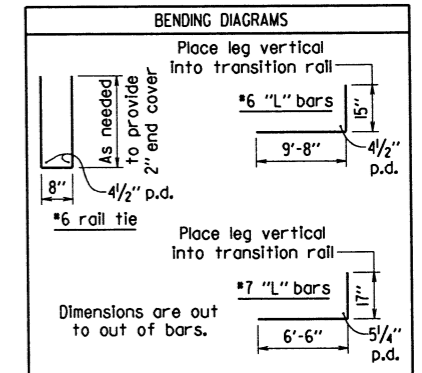 BENDING DIAGRAMS
As needed
to provide
2" end cover
8"
4½" p.d.
#6 rail tie
Place leg vertical
into transition rail
#6 "L" bars
15"
9'-8"
4½"
p.d.
Place leg vertical
into transition rail
#7 "L" bars
17"
6'-6"
5¼"
p.d.
Dimensions are out
to out of bars.